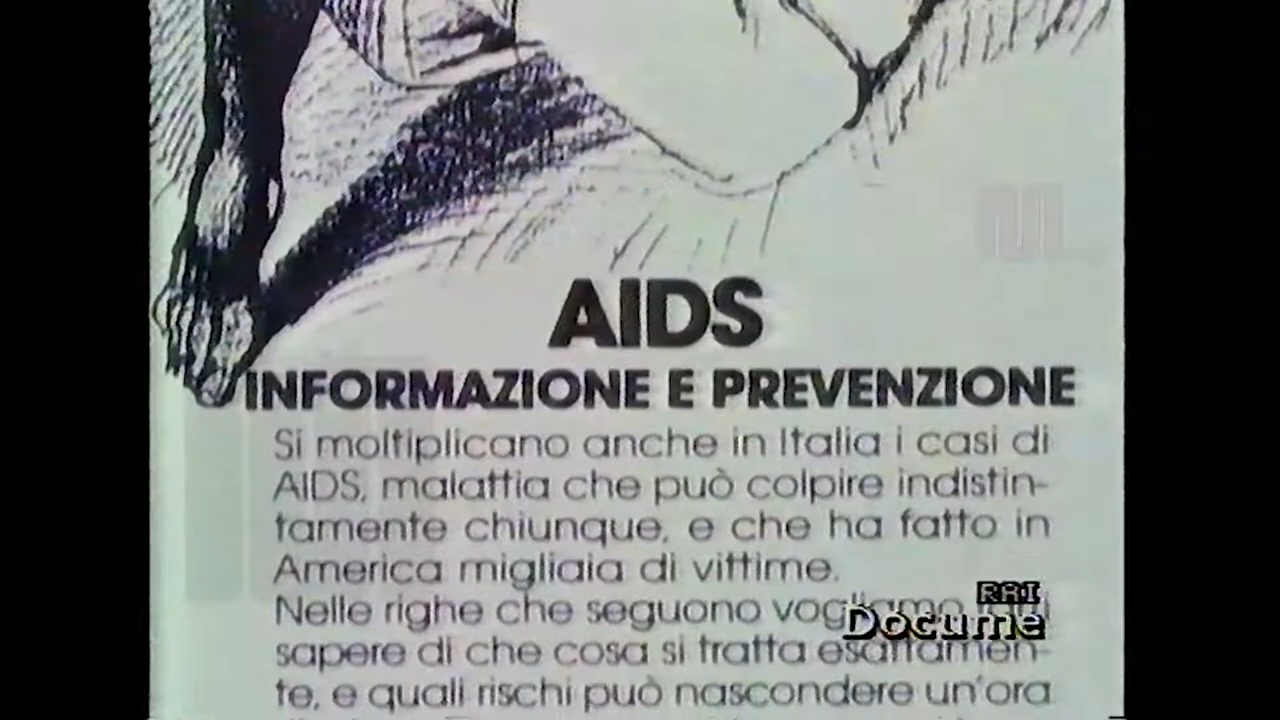 AIDS
INFORMAZIONE E PREVENZIONE
Si moltiplicano anche in Italia i casi di
AIDS, malattia che può colpire indistin-
tamente chiunque, e che ha fatto in
America migliaia di vittime.
Nelle righe che seguono vogliamo
RAI
Docume
sapere di che cosa si tratta esattamen-
te, e quali rischi può nascondere un'ora